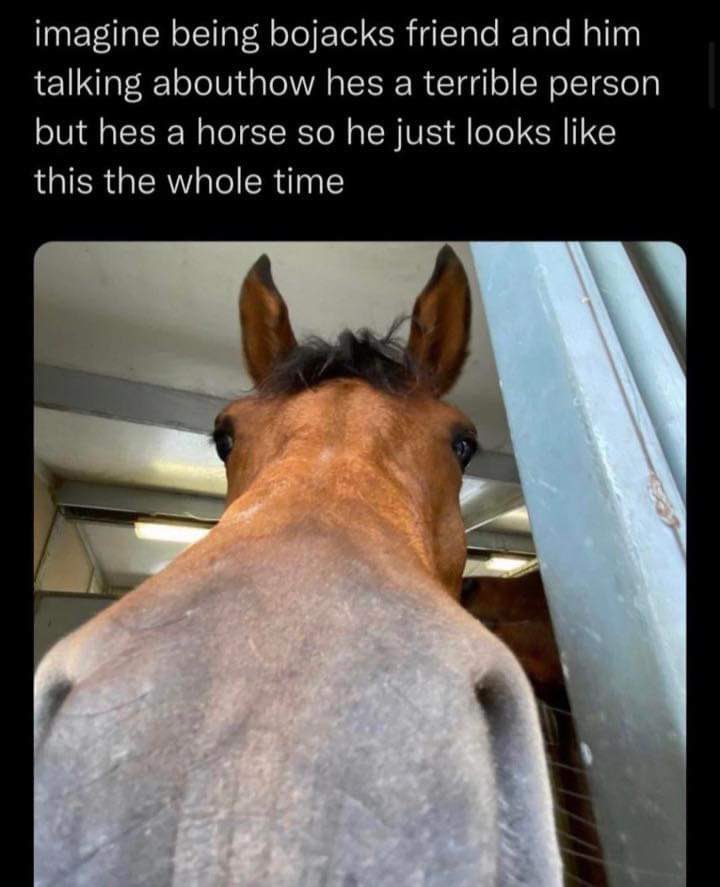 imagine being bojacks friend and him
talking abouthow hes a terrible person
but hes a horse so he just looks like
this the whole time